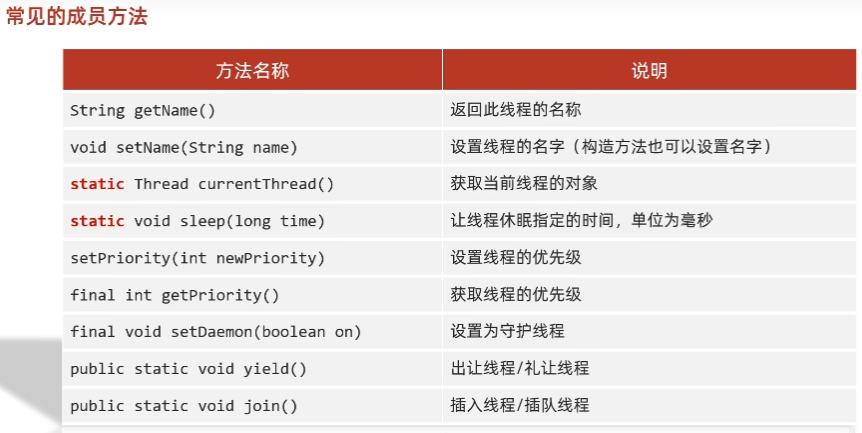 常见的成员方法
方法名称 说明
String getName() 返回此线程的名称
void setName(String name) 设置线程的名字（构造方法也可以设置名字）
static Thread currentThread() 获取当前线程的对象
static void sleep(long time) 让线程休眠指定的时间，单位为毫秒
setPriority(int newPriority) 设置线程的优先级
final int getPriority() 获取线程的优先级
final void setDaemon(boolean on) 设置为守护线程
public static void yield() 出让线程/礼让线程
public static void join() 插入线程/插队线程